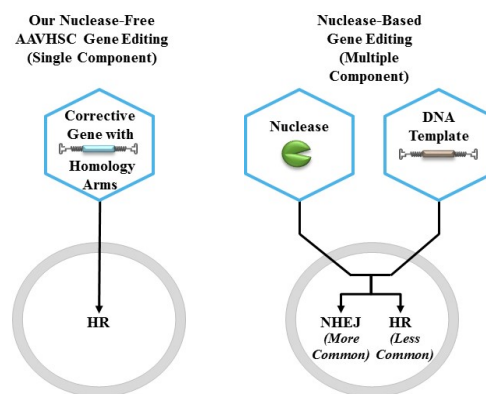 Our Nuclease-Free
AAVHSC Gene Editing
(Single Component)
Corrective
Gene with
Homology
Arms
HR
Nuclease-Based
Gene Editing
(Multiple
Component)
Nuclease
DNA
Template
NHEJ
(More
Common)
HR
(Less
Common)